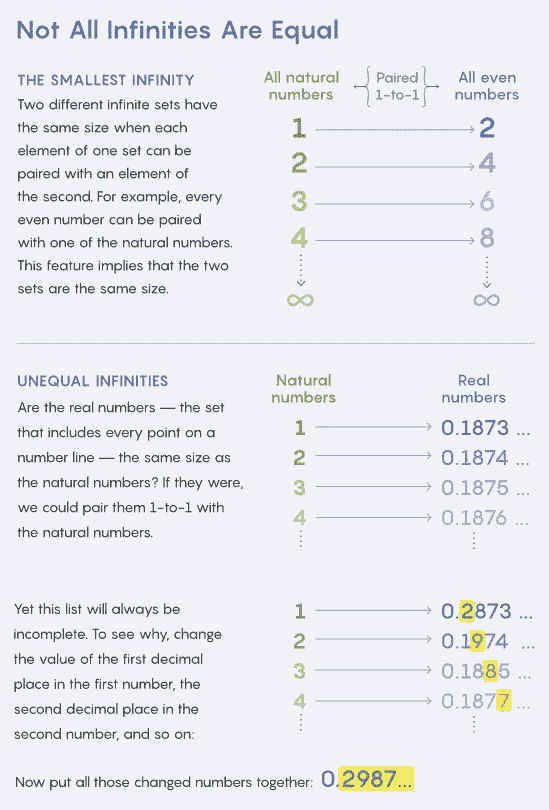 Not All Infinities Are Equal
THE SMALLEST INFINITY
Two different infinite sets have
the same size when each
element of one set can be
paired with an element of
the second. For example, every
even number can be paired
with one of the natural numbers.
This feature implies that the two
sets are the same size.
All natural
numbers
Paired
1-to-1
All even
numbers
1 2
2 4
3 6
4 8
∞ ∞
UNEQUAL INFINITIES
Are the real numbers — the set
that includes every point on a
number line — the same size as
the natural numbers? If they were,
we could pair them 1-to-1 with
the natural numbers.
Natural
numbers
Real
numbers
1 0.1873 ...
2 0.1874 ...
3 0.1875 ...
4 0.1876 ...
Yet this list will always be
incomplete. To see why, change
the value of the first decimal
place in the first number, the
second decimal place in the
second number, and so on:
1 0.2873 ...
2 0.1974 ...
3 0.1885 ...
4 0.1877 ...
Now put all those changed numbers together: 0.2987...